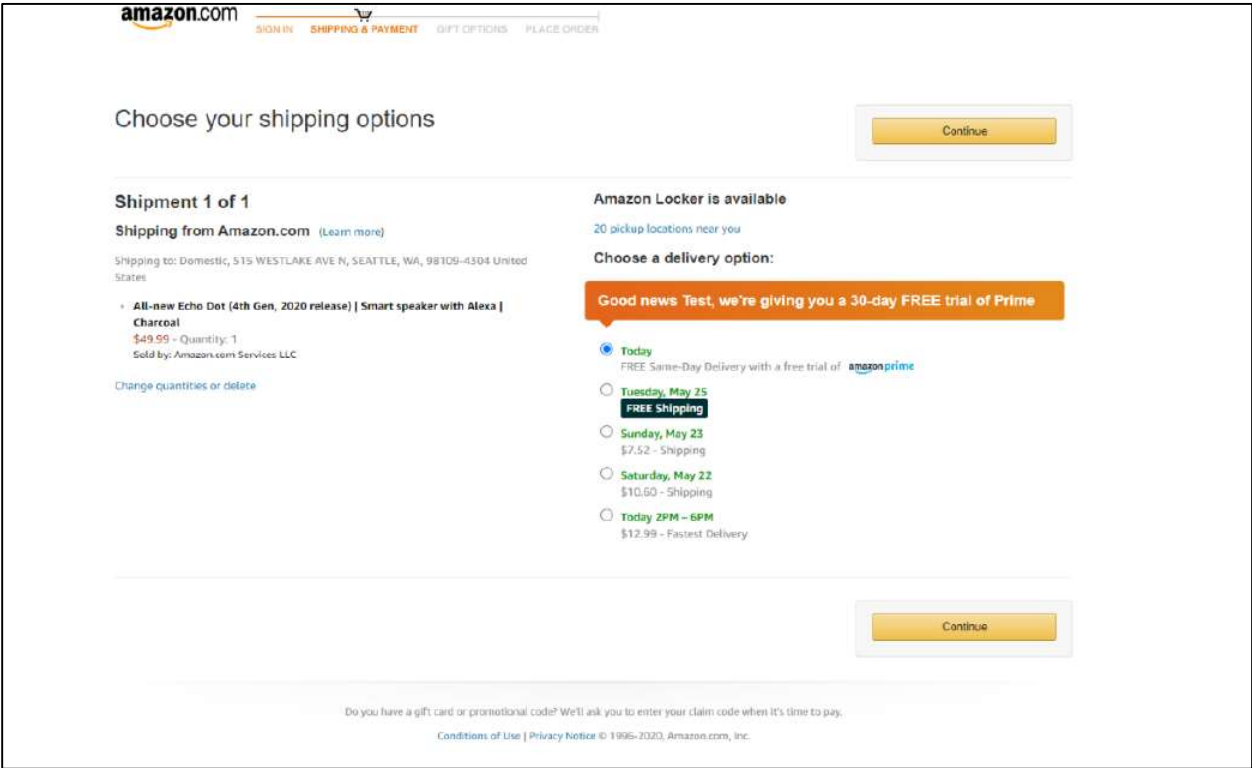 amazon.com
SIGN IN SHIPPING & PAYMENT GIFT OPTIONS PLACE ORDER
Choose your shipping options
Continue
Shipment 1 of 1
Shipping from Amazon.com (Learn more)
Shipping to: Domestic, 515 WESTLAKE AVE N, SEATTLE, WA, 98109-4304 United
States
All-new Echo Dot (4th Gen, 2020 release) | Smart speaker with Alexa |
Charcoal
$49.99 - Quantity: 1
Sold by: Amazon.com Services LLC
Change quantities or delete
Amazon Locker is available
20 pickup locations near you
Choose a delivery option:
Good news Test, we're giving you a 30-day FREE trial of Prime
Today
FREE Same-Day Delivery with a free trial of amazon prime
Tuesday, May 25
FREE Shipping
Sunday, May 23
$7.52 - Shipping
Saturday, May 22
$10.60 - Shipping
Today 2PM – 6PM
$12.99 - Fastest Delivery
Continue
Do you have a gift card or promotional code? We'll ask you to enter your claim code when it's time to pay.
Conditions of Use | Privacy Notice © 1996-2020, Amazon.com, Inc.